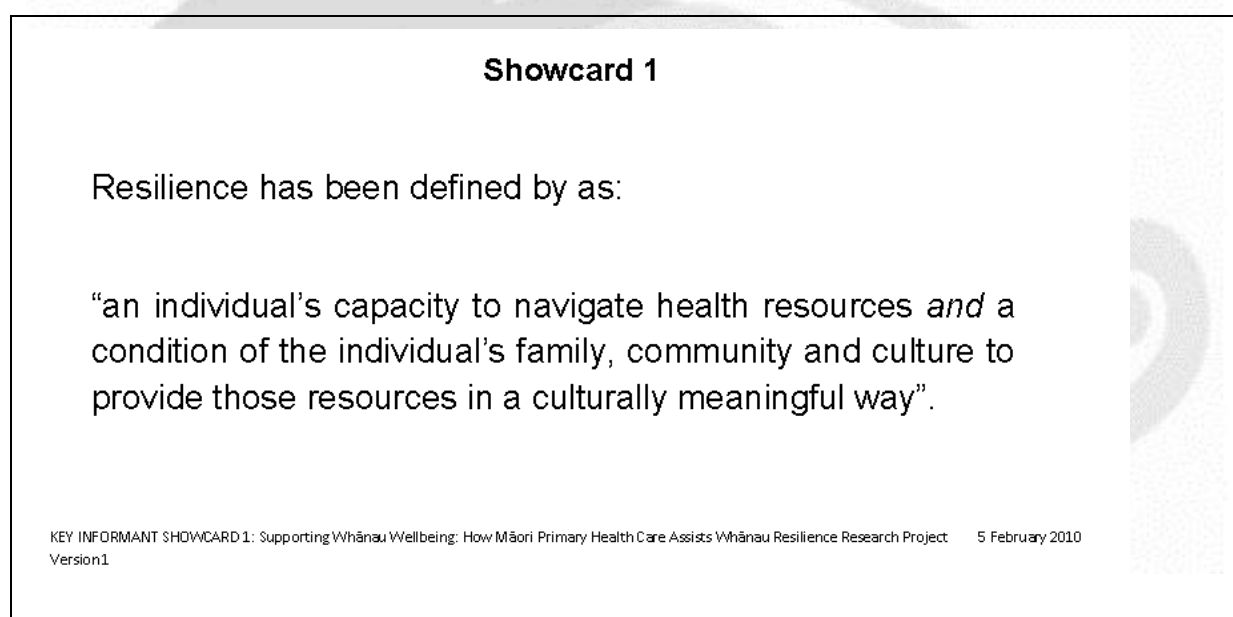 Showcard 1
Resilience has been defined by as:
“an individual’s capacity to navigate health resources and a
condition of the individual’s family, community and culture to
provide those resources in a culturally meaningful way”.
KEY INFORMANT SHOWCARD 1: Supporting Whānau Wellbeing: How Māori Primary Health Care Assists Whānau Resilience Research Project 5 February 2010
Version1